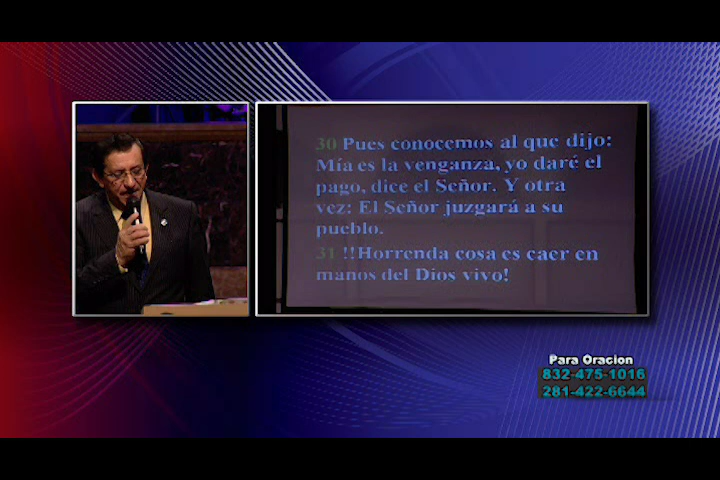 30 Pues conocemos al que dijo:
Mía es la venganza, yo daré el
pago, dice el Señor. Y otra
vez: El Señor juzgará a su
pueblo.
31 !!Horrenda cosa es caer en
manos del Dios vivo!
Para Oracion
832-475-1016
281-422-6644